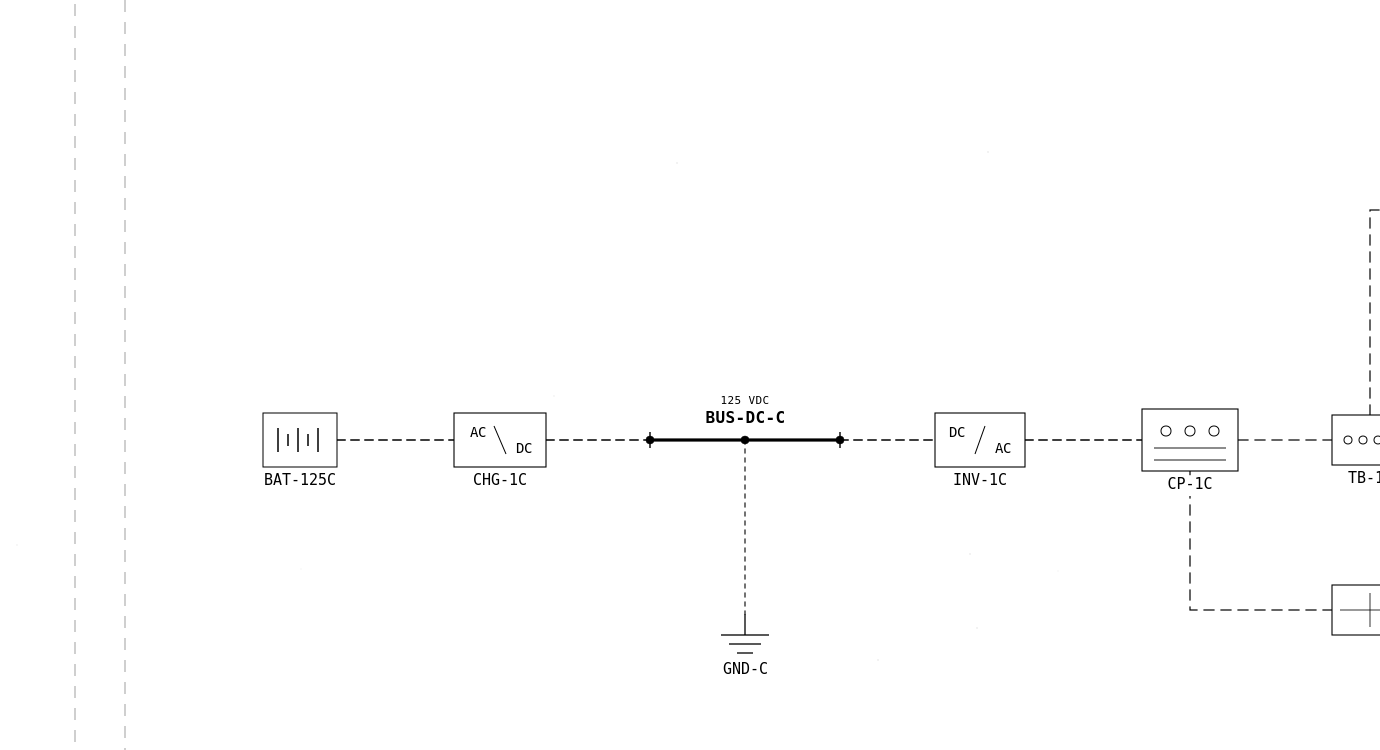 125 VDC
BUS-DC-C
AC
DC
DC
AC
BAT-125C
CHG-1C
INV-1C
CP-1C
GND-C